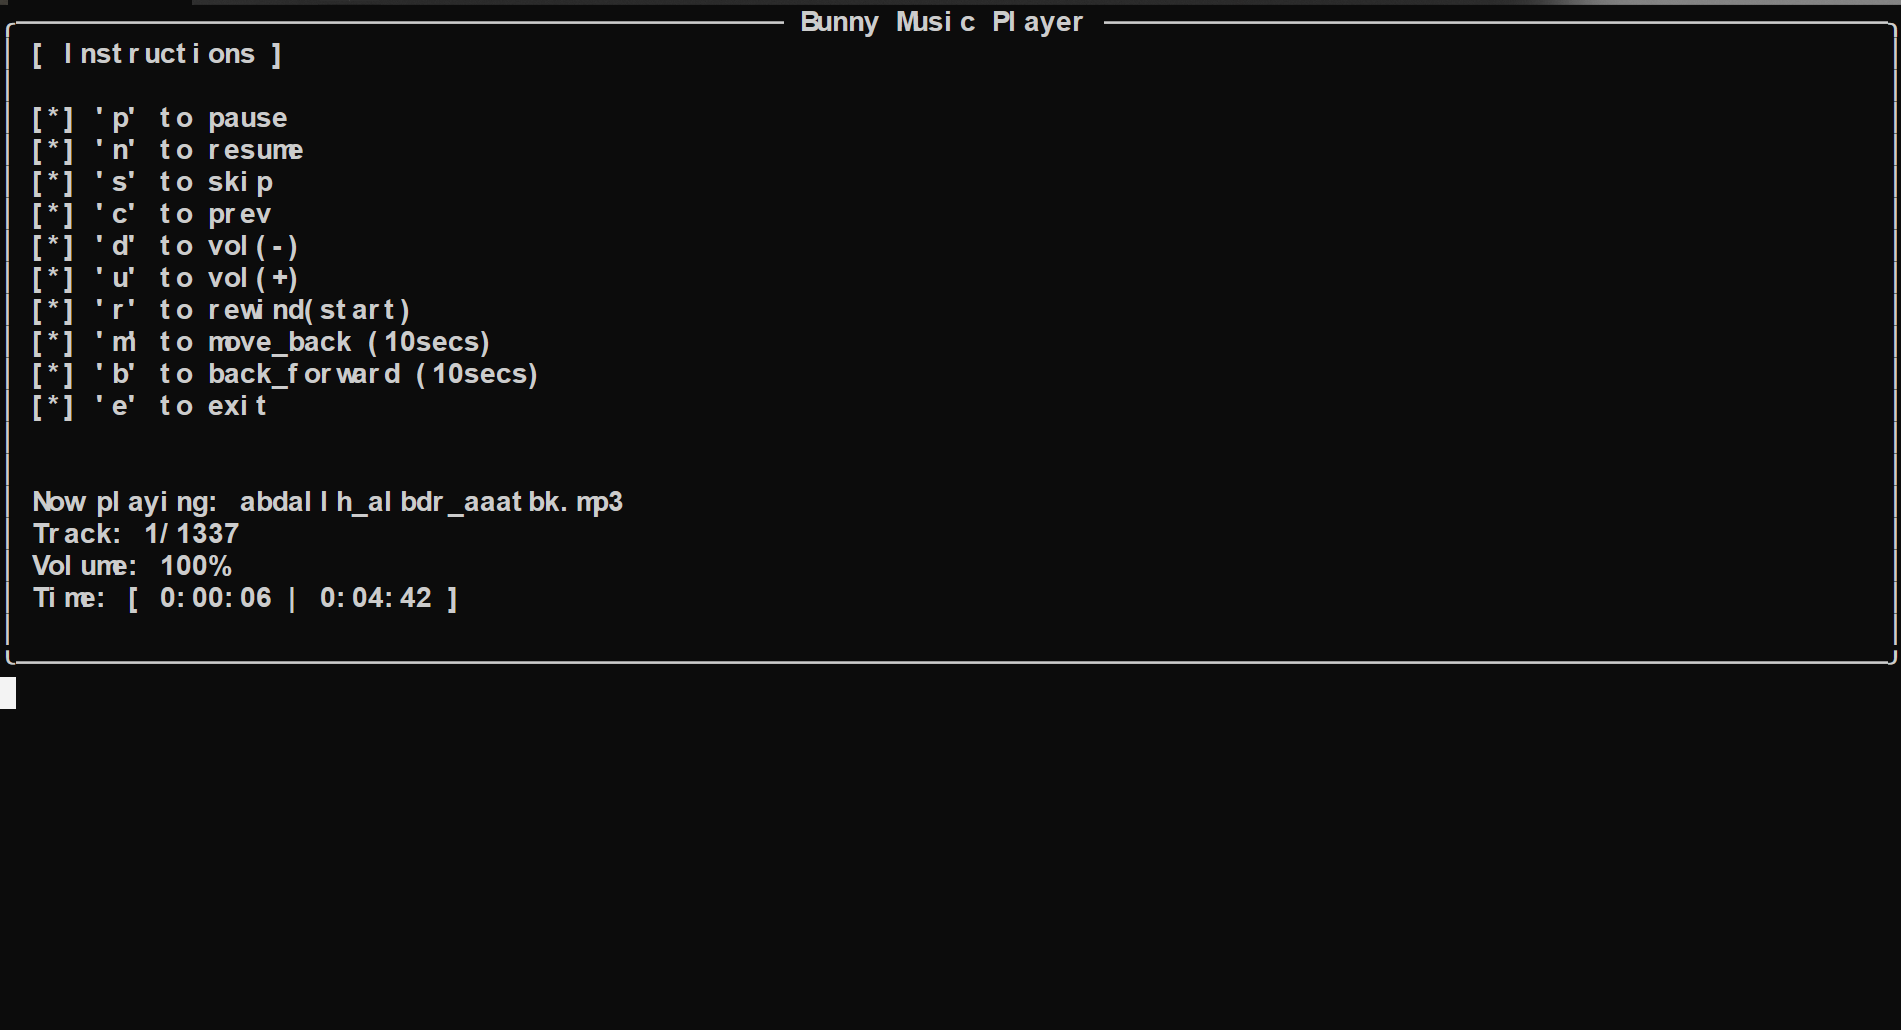 Bunny Music Player
[ Instructions ]
[*] 'p' to pause
[*] 'n' to resume
[*] 's' to skip
[*] 'c' to prev
[*] 'd' to vol(-)
[*] 'u' to vol(+)
[*] 'r' to rewind(start)
[*] 'm' to move_back (10secs)
[*] 'b' to back_forward (10secs)
[*] 'e' to exit
Now playing: abdallh_albdr_aaatbk.mp3
Track: 1/1337
Volume: 100%
Time: [ 0:00:06 | 0:04:42 ]